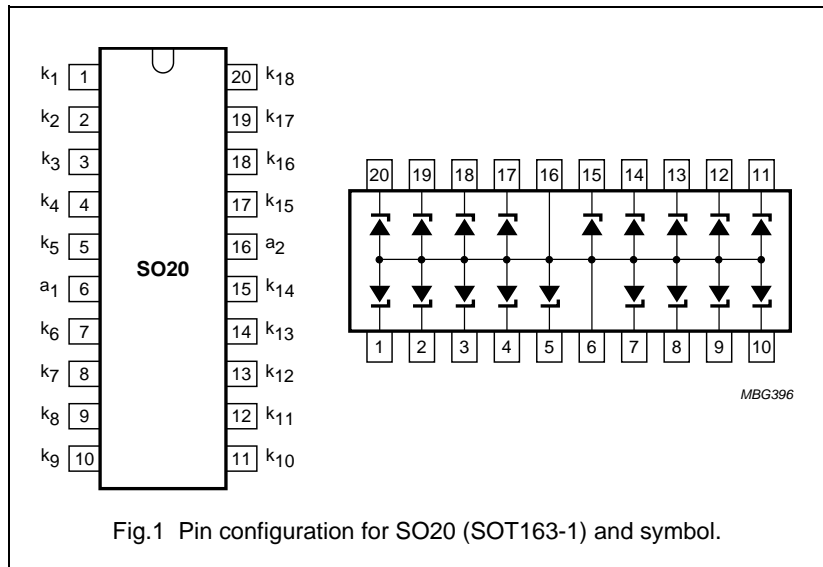 k1 1 20 k18
k2 2 19 k17
k3 3 18 k16
k4 4 17 k15
k5 5 16 a2
SO20
a1 6 15 k14
k6 7 14 k13
k7 8 13 k12
k8 9 12 k11
k9 10 11 k10
20 19 18 17 16 15 14 13 12 11
1 2 3 4 5 6 7 8 9 10
MBG396
Fig.1 Pin configuration for SO20 (SOT163-1) and symbol.